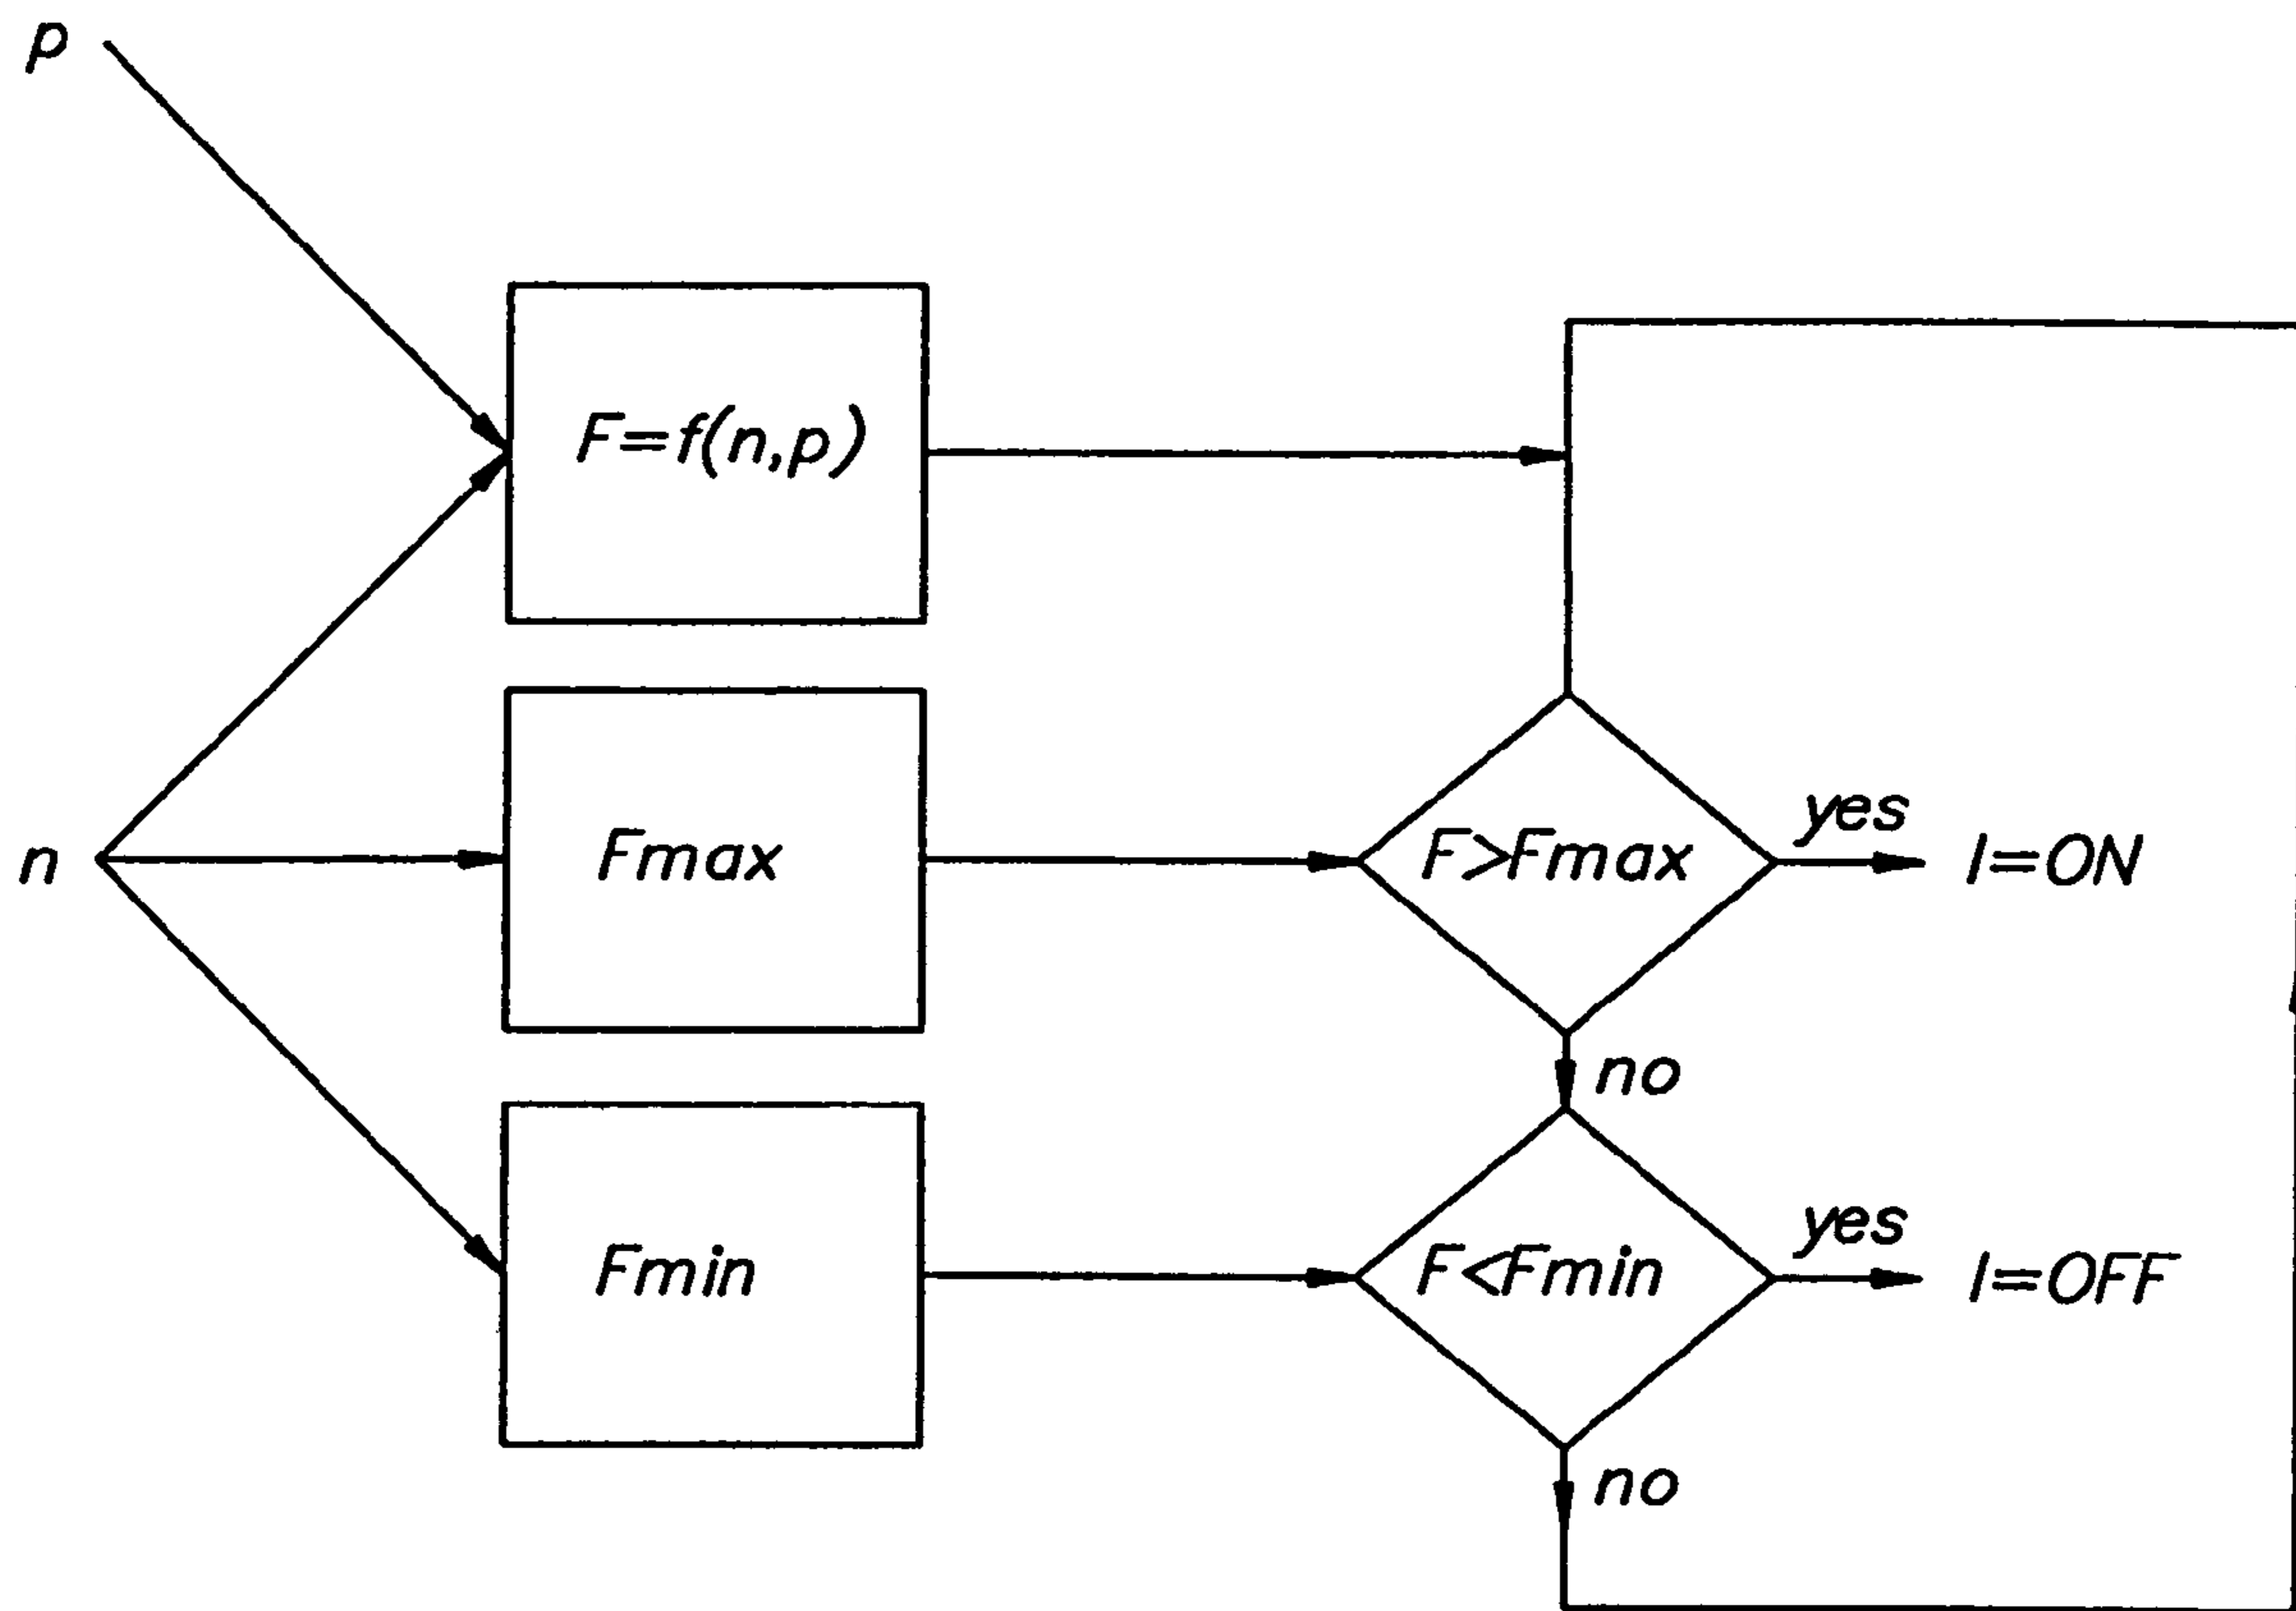 p
F=f(n,p)
n
Fmax
F>Fmax
yes
I=ON
no
Fmin
F<Fmin
yes
I=OFF
no